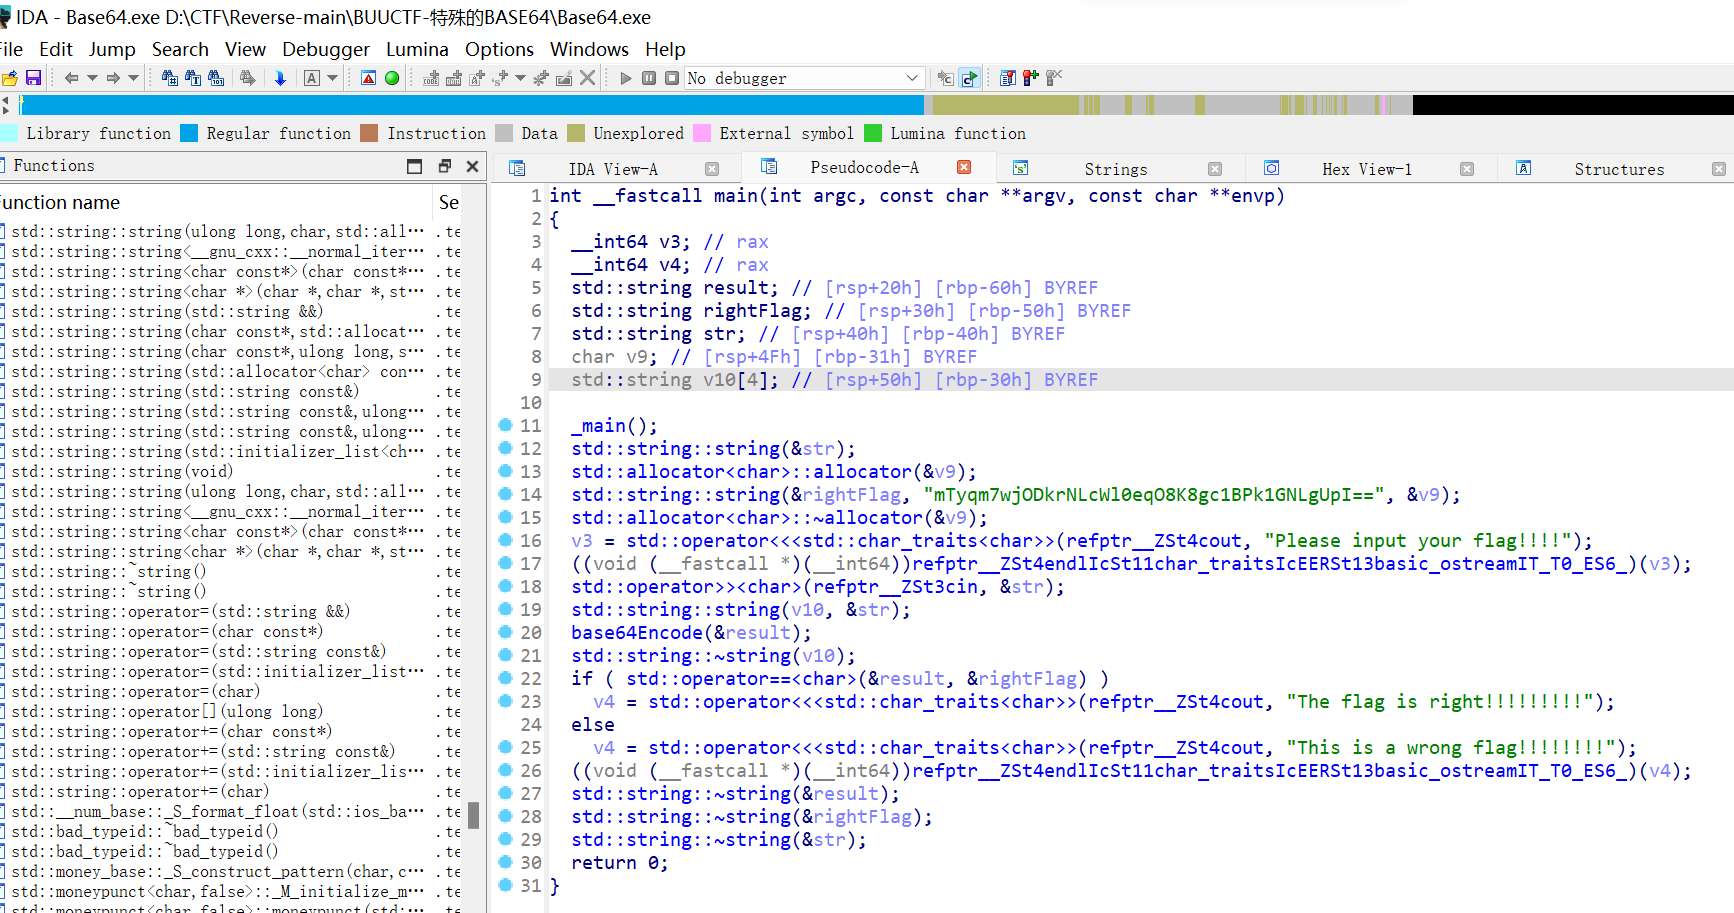 IDA - Base64.exe D:\CTF\Reverse-main\BUUCTF-特殊的BASE64\Base64.exe
File Edit Jump Search View Debugger Lumina Options Windows Help
No debugger
Library function Regular function Instruction Data Unexplored External symbol Lumina function
Functions
IDA View-A Pseudocode-A Strings Hex View-1 Structures
Function name Se
std::string::string(ulong long,char,std::all… .te
std::string::string<__gnu_cxx::__normal_iter… .te
std::string::string<char const*>(char const*… .te
std::string::string<char *>(char *,char *,st… .te
std::string::string(std::string &&) .te
std::string::string(char const*,std::allocat… .te
std::string::string(char const*,ulong long,s… .te
std::string::string(std::allocator<char> con… .te
std::string::string(std::string const&) .te
std::string::string(std::string const&,ulong… .te
std::string::string(std::string const&,ulong… .te
std::string::string(std::initializer_list<ch… .te
std::string::string(void) .te
std::string::string(ulong long,char,std::all… .te
std::string::string<__gnu_cxx::__normal_iter… .te
std::string::string<char const*>(char const*… .te
std::string::string<char *>(char *,char *,st… .te
std::string::~string() .te
std::string::~string() .te
std::string::operator=(std::string &&) .te
std::string::operator=(char const*) .te
std::string::operator=(std::string const&) .te
std::string::operator=(std::initializer_list… .te
std::string::operator=(char) .te
std::string::operator[](ulong long) .te
std::string::operator+=(char const*) .te
std::string::operator+=(std::string const&) .te
std::string::operator+=(std::initializer_lis… .te
std::string::operator+=(char) .te
std::__num_base::_S_format_float(std::ios_ba… .te
std::bad_typeid::~bad_typeid() .te
std::bad_typeid::~bad_typeid() .te
std::money_base::_S_construct_pattern(char,c… .te
std::moneypunct<char,false>::_M_initialize_m… .te
std::moneypunct<char,false>::moneypunct(std:… .te
1 int __fastcall main(int argc, const char **argv, const char **envp)
2 {
3 __int64 v3; // rax
4 __int64 v4; // rax
5 std::string result; // [rsp+20h] [rbp-60h] BYREF
6 std::string rightFlag; // [rsp+30h] [rbp-50h] BYREF
7 std::string str; // [rsp+40h] [rbp-40h] BYREF
8 char v9; // [rsp+4Fh] [rbp-31h] BYREF
9 std::string v10[4]; // [rsp+50h] [rbp-30h] BYREF
10
11 _main();
12 std::string::string(&str);
13 std::allocator<char>::allocator(&v9);
14 std::string::string(&rightFlag, "mTyqm7wjODkrNLcWl0eqO8K8gc1BPk1GNLgUpI==", &v9);
15 std::allocator<char>::~allocator(&v9);
16 v3 = std::operator<<<std::char_traits<char>>(refptr__ZSt4cout, "Please input your flag!!!!");
17 ((void (__fastcall *)(__int64))refptr__ZSt4endlIcSt11char_traitsIcEERSt13basic_ostreamIT_T0_ES6_)(v3);
18 std::operator>><char>(refptr__ZSt3cin, &str);
19 std::string::string(v10, &str);
20 base64Encode(&result);
21 std::string::~string(v10);
22 if ( std::operator==<char>(&result, &rightFlag) )
23 v4 = std::operator<<<std::char_traits<char>>(refptr__ZSt4cout, "The flag is right!!!!!!!!!");
24 else
25 v4 = std::operator<<<std::char_traits<char>>(refptr__ZSt4cout, "This is a wrong flag!!!!!!!!");
26 ((void (__fastcall *)(__int64))refptr__ZSt4endlIcSt11char_traitsIcEERSt13basic_ostreamIT_T0_ES6_)(v4);
27 std::string::~string(&result);
28 std::string::~string(&rightFlag);
29 std::string::~string(&str);
30 return 0;
31 }